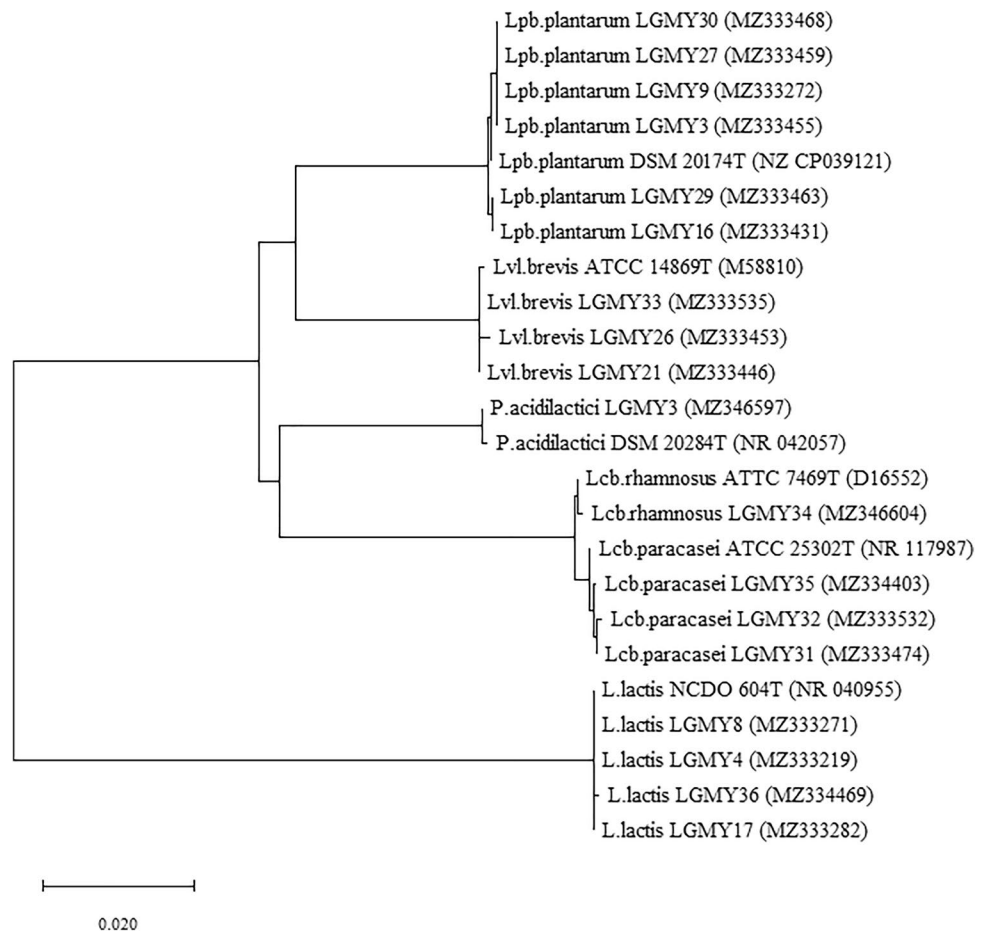 Lpb.plantarum LGMY30 (MZ333468)
Lpb.plantarum LGMY27 (MZ333459)
Lpb.plantarum LGMY9 (MZ333272)
Lpb.plantarum LGMY3 (MZ333455)
Lpb.plantarum DSM 20174T (NZ CP039121)
Lpb.plantarum LGMY29 (MZ333463)
Lpb.plantarum LGMY16 (MZ333431)
Lvl.brevis ATCC 14869T (M58810)
Lvl.brevis LGMY33 (MZ333535)
Lvl.brevis LGMY26 (MZ333453)
Lvl.brevis LGMY21 (MZ333446)
P.acidilactici LGMY3 (MZ346597)
P.acidilactici DSM 20284T (NR 042057)
Lcb.rhamnosus ATTC 7469T (D16552)
Lcb.rhamnosus LGMY34 (MZ346604)
Lcb.paracasei ATCC 25302T (NR 117987)
Lcb.paracasei LGMY35 (MZ334403)
Lcb.paracasei LGMY32 (MZ333532)
Lcb.paracasei LGMY31 (MZ333474)
L.lactis NCDO 604T (NR 040955)
L.lactis LGMY8 (MZ333271)
L.lactis LGMY4 (MZ333219)
L.lactis LGMY36 (MZ334469)
L.lactis LGMY17 (MZ333282)
0.020